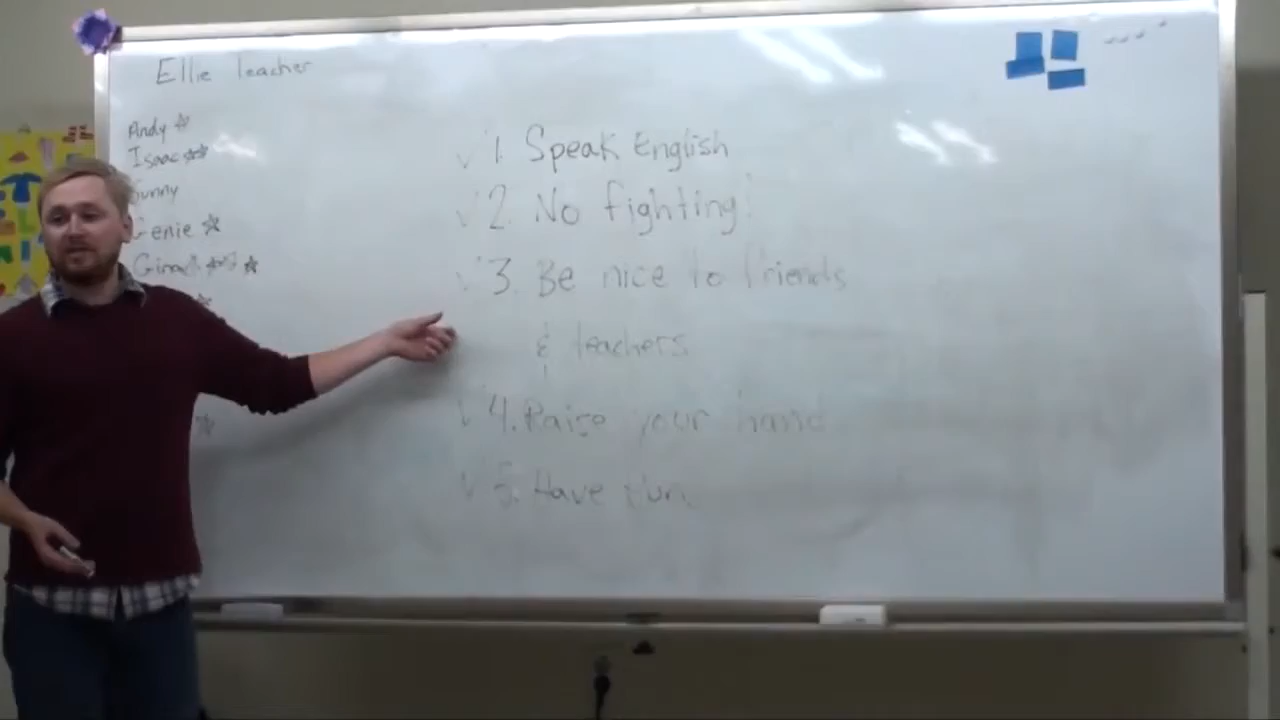 Ellie Teacher
Andy
Isaac
Sunny
Genie
Gina
1. Speak English
2. No fighting!
3. Be nice to friends
& teachers
4. Raise your hand
5. Have fun